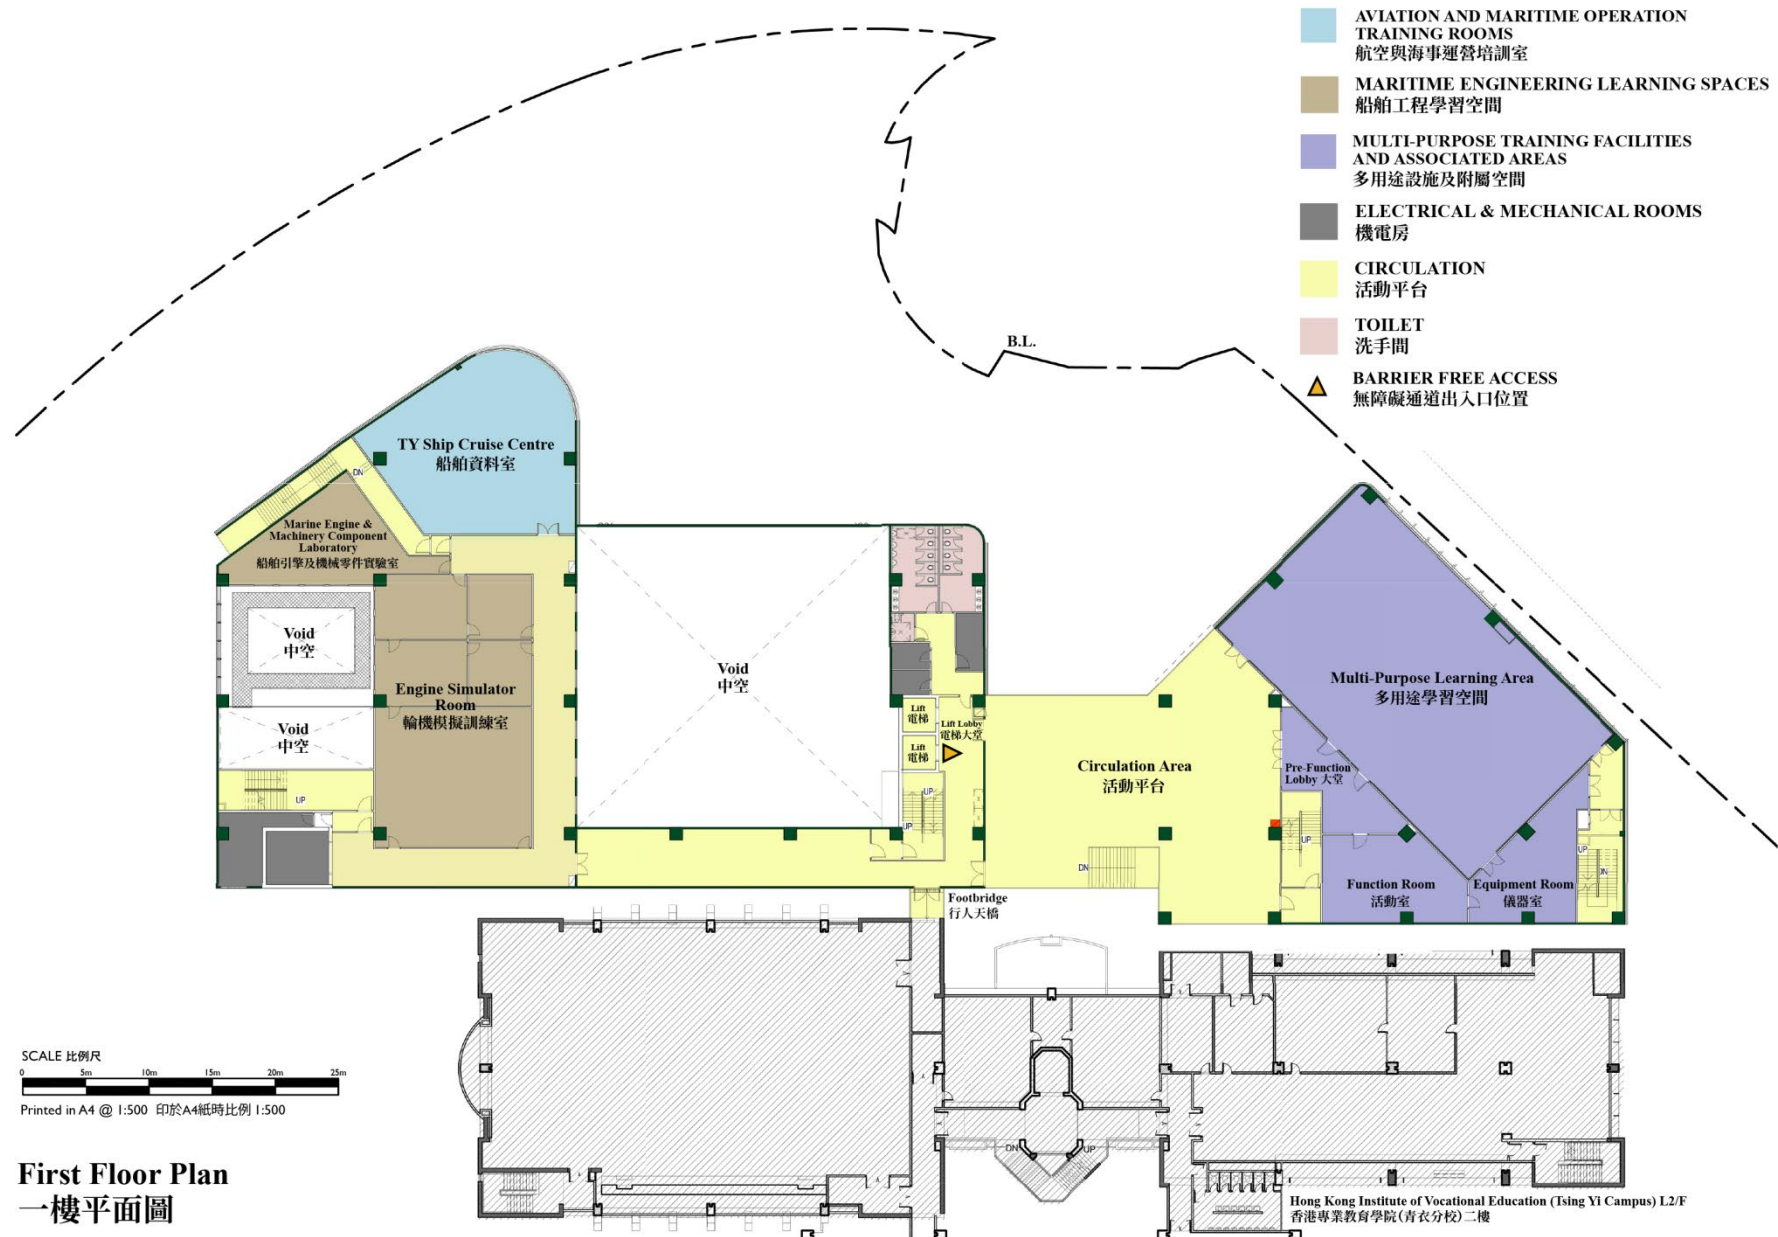 AVIATION AND MARITIME OPERATION
TRAINING ROOMS
航空與海事運營培訓室
MARITIME ENGINEERING LEARNING SPACES
船舶工程學習空間
MULTI-PURPOSE TRAINING FACILITIES
AND ASSOCIATED AREAS
多用途設施及附屬空間
ELECTRICAL & MECHANICAL ROOMS
機電房
CIRCULATION
活動平台
TOILET
洗手間
BARRIER FREE ACCESS
無障礙通道出入口位置
B.L.
TY Ship Cruise Centre
船舶資料室
DN
Marine Engine &
Machinery Component
Laboratory
船舶引擎及機械零件實驗室
Void
中空
Engine Simulator
Room
輪機模擬訓練室
Void
中空
UP
Void
中空
Lift
電梯
Lift
電梯
Lift Lobby
電梯大堂
UP
UP
Circulation Area
活動平台
DN
Multi-Purpose Learning Area
多用途學習空間
Pre-Function
Lobby 大堂
UP
Function Room
活動室
Equipment Room
儀器室
UP
DN
Footbridge
行人天橋
DN
UP
SCALE 比例尺
0 5m 10m 15m 20m 25m
Printed in A4 @ 1:500 印於A4紙時比例 1:500
First Floor Plan
一樓平面圖
Hong Kong Institute of Vocational Education (Tsing Yi Campus) L2/F
香港專業教育學院(青衣分校)二樓